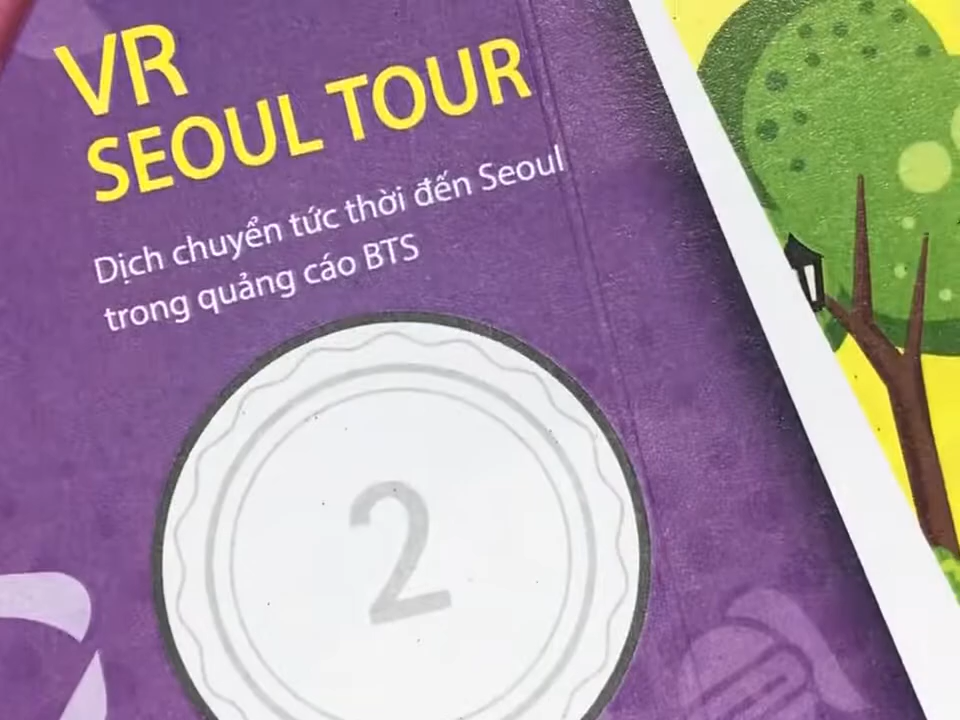 VR
SEOUL TOUR
Dịch chuyển tức thời đến Seoul
trong quảng cáo BTS
2